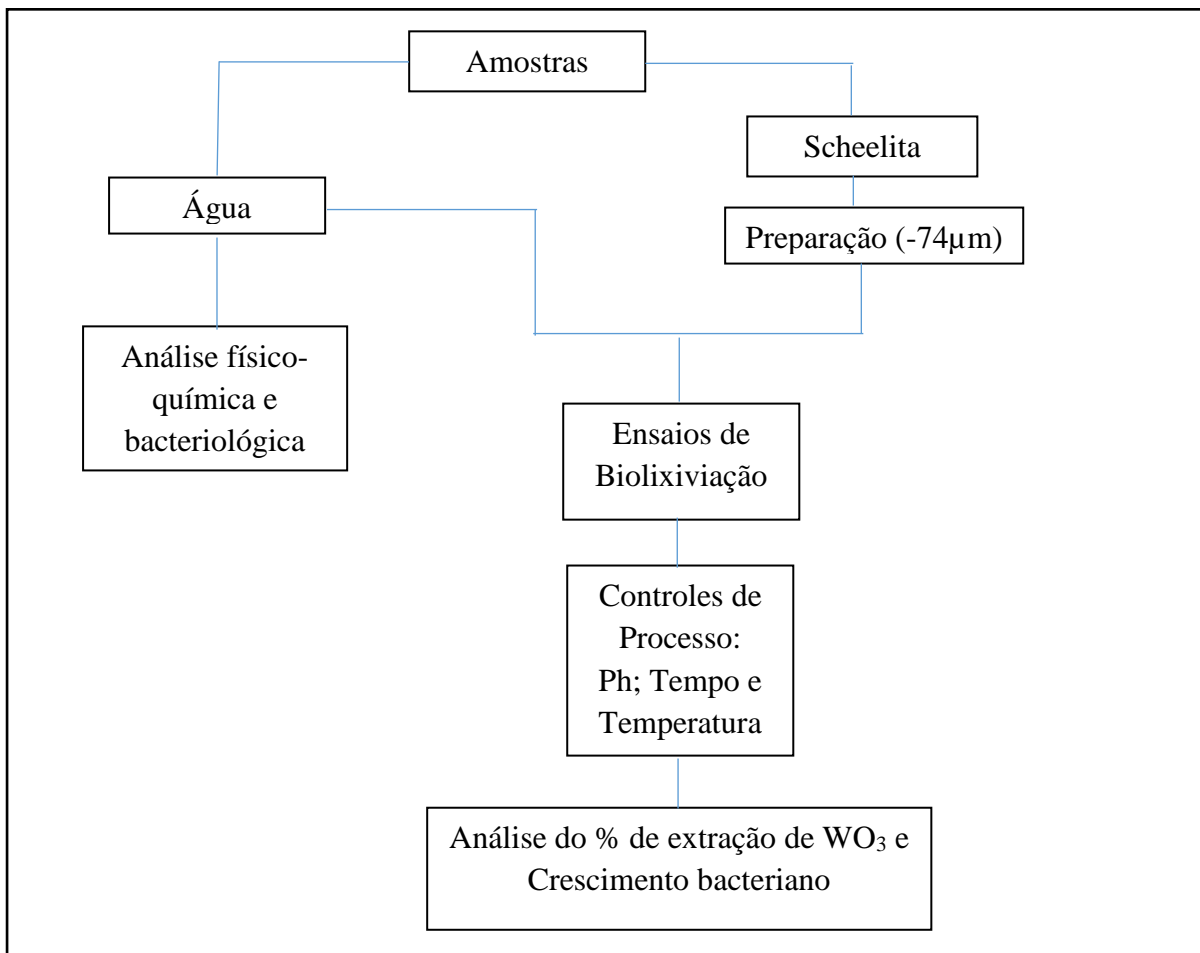 Amostras
Scheelita
Água
Preparação (-74µm)
Análise físico-
química e
bacteriológica
Ensaios de
Biolixiviação
Controles de
Processo:
Ph; Tempo e
Temperatura
Análise do % de extração de WO₃ e
Crescimento bacteriano